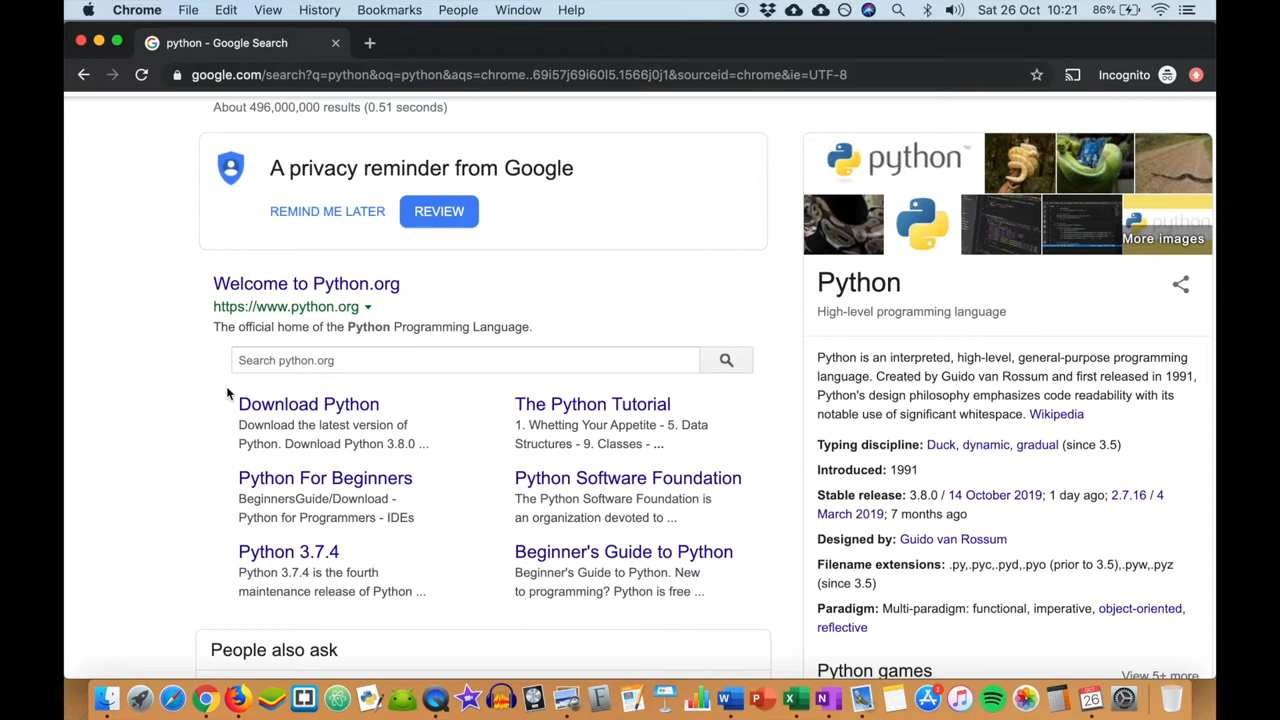 Chrome File Edit View History Bookmarks People Window Help Sat 26 Oct 10:21 86%
python - Google Search
google.com/search?q=python&oq=python&aqs=chrome..69i57j69i60l5.1566j0j1&sourceid=chrome&ie=UTF-8 Incognito
About 496,000,000 results (0.51 seconds)
A privacy reminder from Google
REMIND ME LATER REVIEW
Welcome to Python.org
https://www.python.org
The official home of the Python Programming Language.
Search python.org
Download Python
Download the latest version of
Python. Download Python 3.8.0 ...
The Python Tutorial
1. Whetting Your Appetite - 5. Data
Structures - 9. Classes - ...
Python For Beginners
BeginnersGuide/Download -
Python for Programmers - IDEs
Python Software Foundation
The Python Software Foundation is
an organization devoted to ...
Python 3.7.4
Python 3.7.4 is the fourth
maintenance release of Python ...
Beginner's Guide to Python
Beginner's Guide to Python. New
to programming? Python is free ...
People also ask
python™
python
More images
Python
High-level programming language
Python is an interpreted, high-level, general-purpose programming
language. Created by Guido van Rossum and first released in 1991,
Python's design philosophy emphasizes code readability with its
notable use of significant whitespace. Wikipedia
Typing discipline: Duck, dynamic, gradual (since 3.5)
Introduced: 1991
Stable release: 3.8.0 / 14 October 2019; 1 day ago; 2.7.16 / 4
March 2019; 7 months ago
Designed by: Guido van Rossum
Filename extensions: .py,.pyc,.pyd,.pyo (prior to 3.5),.pyw,.pyz
(since 3.5)
Paradigm: Multi-paradigm: functional, imperative, object-oriented,
reflective
Python games
View 5+ more
OCT
26